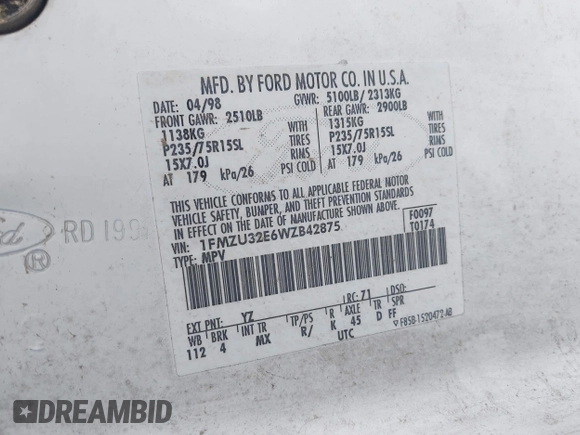 MFD. BY FORD MOTOR CO. IN U.S.A.
DATE: 04/98 GVWR: 5100LB/ 2313KG
FRONT GAWR: 2510LB REAR GAWR: 2900LB
1138KG WITH 1315KG WITH
P235/75R15SL TIRES P235/75R15SL TIRES
15X7.0J RIMS 15X7.0J RIMS
AT 179 kPa/26 PSI COLD AT 179 kPa/26 PSI COLD
THIS VEHICLE CONFORMS TO ALL APPLICABLE FEDERAL MOTOR
VEHICLE SAFETY, BUMPER, AND THEFT PREVENTION STANDARDS
IN EFFECT ON THE DATE OF MANUFACTURE SHOWN ABOVE.
VIN: 1FMZU32E6WZB42875 F0097
TYPE: MPV T0174
EXT PNT: YZ RC: 71 DSO:
WB BRK INT TR TP/PS R AXLE TR SPR
112 4 MX R/ K 45 D FF
UTC F85B-1520472-AB
Ford
RD 199
®
DREAMBID